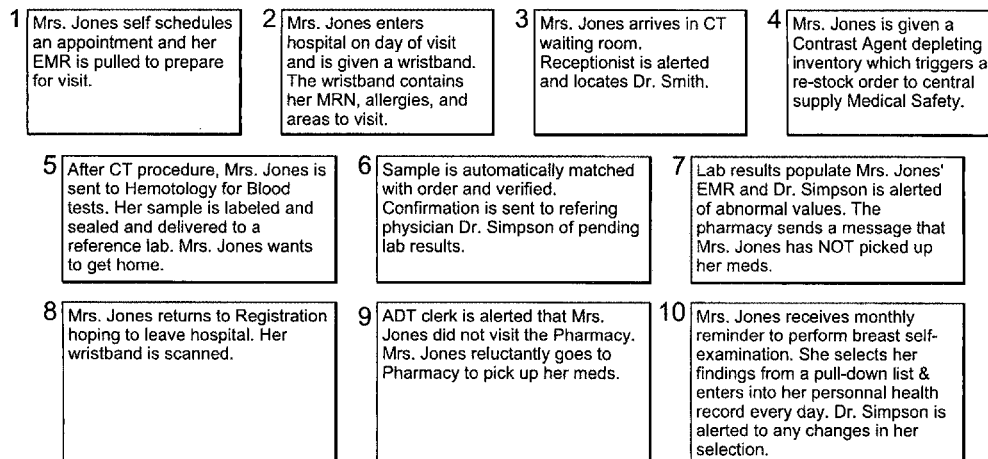 1
Mrs. Jones self schedules
an appointment and her
EMR is pulled to prepare
for visit.
2
Mrs. Jones enters
hospital on day of visit
and is given a wristband.
The wristband contains
her MRN, allergies, and
areas to visit.
3
Mrs. Jones arrives in CT
waiting room.
Receptionist is alerted
and locates Dr. Smith.
4
Mrs. Jones is given a
Contrast Agent depleting
inventory which triggers a
re-stock order to central
supply Medical Safety.
5
After CT procedure, Mrs. Jones is
sent to Hemotology for Blood
tests. Her sample is labeled and
sealed and delivered to a
reference lab. Mrs. Jones wants
to get home.
6
Sample is automatically matched
with order and verified.
Confirmation is sent to refering
physician Dr. Simpson of pending
lab results.
7
Lab results populate Mrs. Jones'
EMR and Dr. Simpson is alerted
of abnormal values. The
pharmacy sends a message that
Mrs. Jones has NOT picked up
her meds.
8
Mrs. Jones returns to Registration
hoping to leave hospital. Her
wristband is scanned.
9
ADT clerk is alerted that Mrs.
Jones did not visit the Pharmacy.
Mrs. Jones reluctantly goes to
Pharmacy to pick up her meds.
10
Mrs. Jones receives monthly
reminder to perform breast self-
examination. She selects her
findings from a pull-down list &
enters into her personnal health
record every day. Dr. Simpson is
alerted to any changes in her
selection.